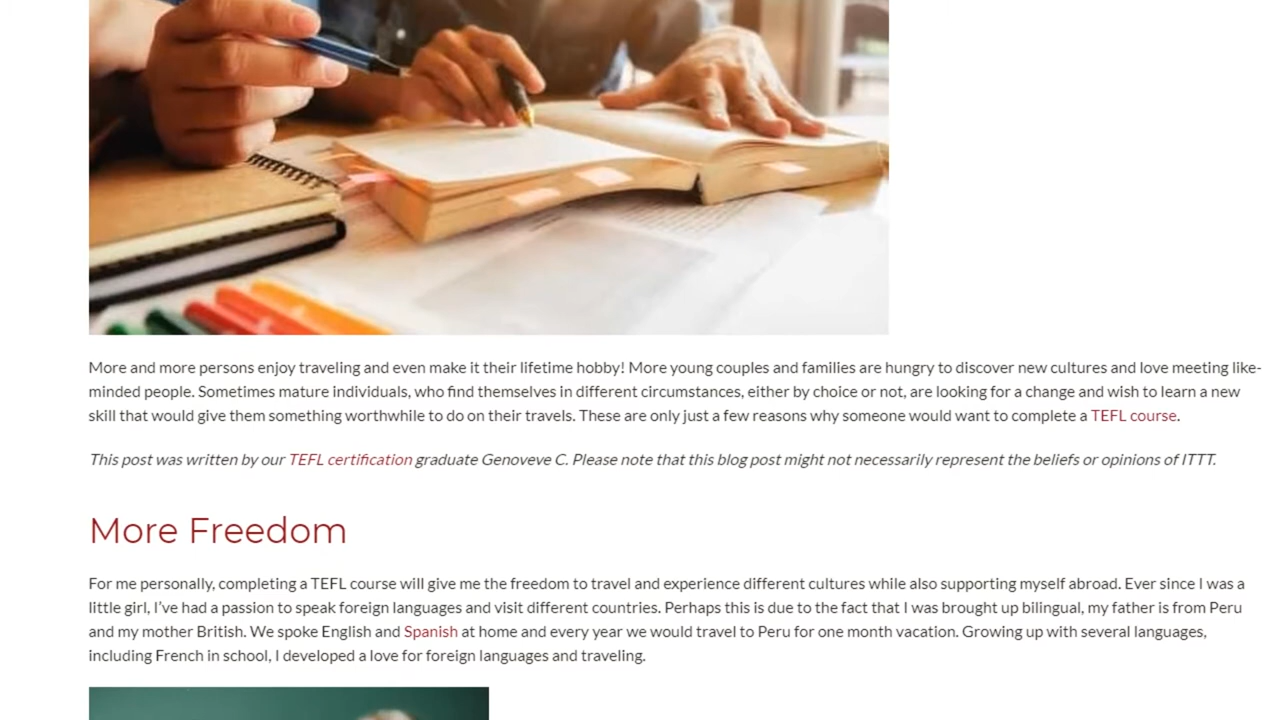 More and more persons enjoy traveling and even make it their lifetime hobby! More young couples and families are hungry to discover new cultures and love meeting like-
minded people. Sometimes mature individuals, who find themselves in different circumstances, either by choice or not, are looking for a change and wish to learn a new
skill that would give them something worthwhile to do on their travels. These are only just a few reasons why someone would want to complete a TEFL course.
This post was written by our TEFL certification graduate Genoveve C. Please note that this blog post might not necessarily represent the beliefs or opinions of ITTT.
More Freedom
For me personally, completing a TEFL course will give me the freedom to travel and experience different cultures while also supporting myself abroad. Ever since I was a
little girl, I've had a passion to speak foreign languages and visit different countries. Perhaps this is due to the fact that I was brought up bilingual, my father is from Peru
and my mother British. We spoke English and Spanish at home and every year we would travel to Peru for one month vacation. Growing up with several languages,
including French in school, I developed a love for foreign languages and traveling.